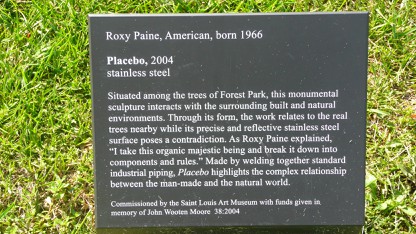 Roxy Paine, American, born 1966
Placebo, 2004
stainless steel
Situated among the trees of Forest Park, this monumental
sculpture interacts with the surrounding built and natural
environments. Through its form, the work relates to the real
trees nearby while its precise and reflective stainless steel
surface poses a contradiction. As Roxy Paine explained,
“I take this organic majestic being and break it down into
components and rules.” Made by welding together standard
industrial piping, Placebo highlights the complex relationship
between the man-made and the natural world.
Commissioned by the Saint Louis Art Museum with funds given in
memory of John Wooten Moore 38:2004